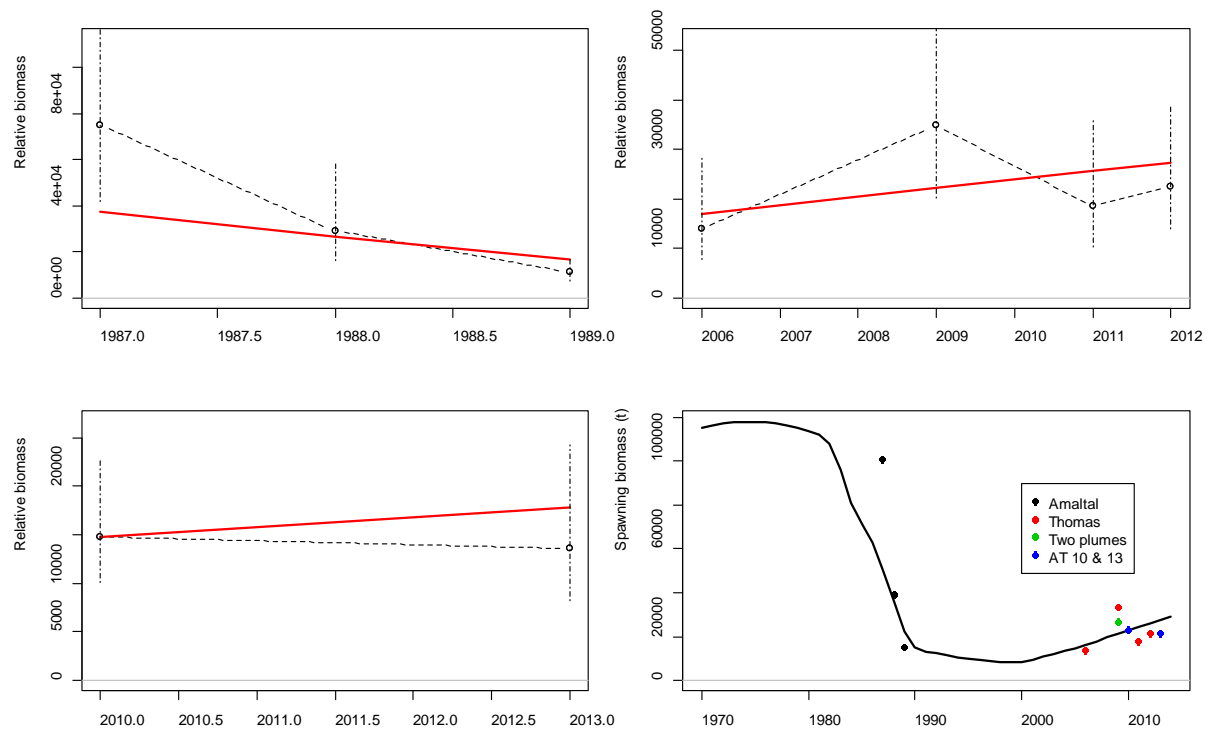 Relative biomass
0e+00
4e+04
8e+04
1987.0 1987.5 1988.0 1988.5 1989.0
Relative biomass
0
10000
30000
50000
2006 2007 2008 2009 2010 2011 2012
Relative biomass
0
5000
10000
20000
2010.0 2010.5 2011.0 2011.5 2012.0 2012.5 2013.0
Spawning biomass (t)
0
20000
60000
100000
1970 1980 1990 2000 2010
Amaltal
Thomas
Two plumes
AT 10 & 13